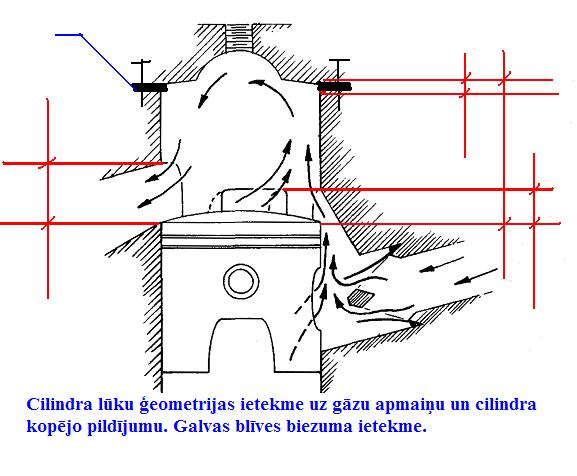 Cilindra lūku ģeometrijas ietekme uz gāzu apmaiņu un cilindra
kopējo pildījumu. Galvas blīves biezuma ietekme.